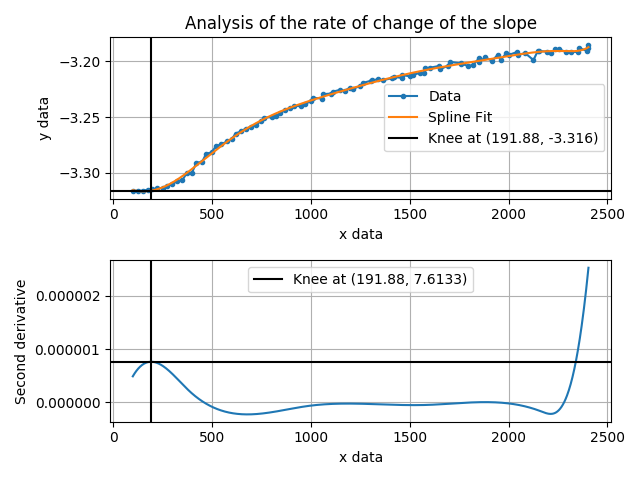 Analysis of the rate of change of the slope
−3.20
−3.25
−3.30
y data
Data
Spline Fit
Knee at (191.88, -3.316)
0 500 1000 1500 2000 2500
x data
Knee at (191.88, 7.6133)
0.000002
0.000001
0.000000
Second derivative
0 500 1000 1500 2000 2500
x data